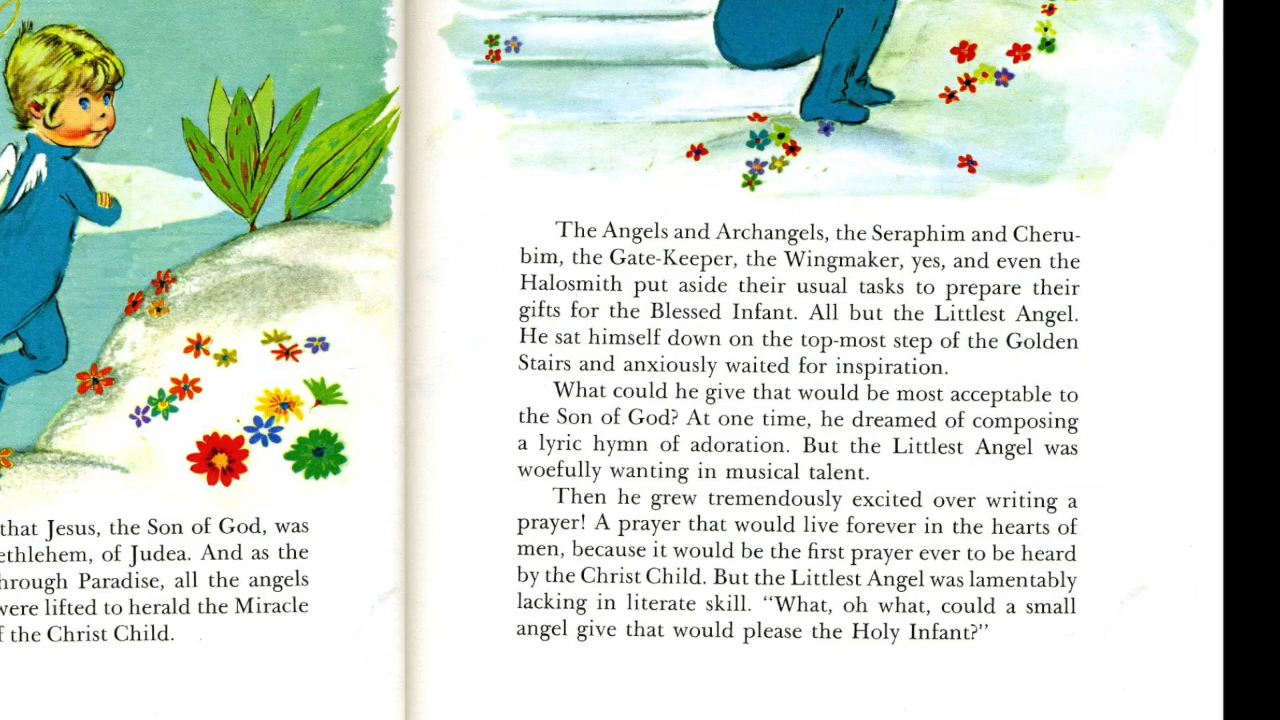 that Jesus, the Son of God, was
of Judea. And as the
Paradise, all the angels
were lifted to herald the Miracle
the Christ Child.
The Angels and Archangels, the Seraphim and Cheru-
bim, the Gate-Keeper, the Wingmaker, yes, and even the
Halosmith put aside their usual tasks to prepare their
gifts for the Blessed Infant. All but the Littlest Angel.
He sat himself down on the top-most step of the Golden
Stairs and anxiously waited for inspiration.
What could he give that would be most acceptable to
the Son of God? At one time, he dreamed of composing
a lyric hymn of adoration. But the Littlest Angel was
woefully wanting in musical talent.
Then he grew tremendously excited over writing a
prayer! A prayer that would live forever in the hearts of
men, because it would be the first prayer ever to be heard
by the Christ Child. But the Littlest Angel was lamentably
lacking in literate skill. “What, oh what, could a small
angel give that would please the Holy Infant?”